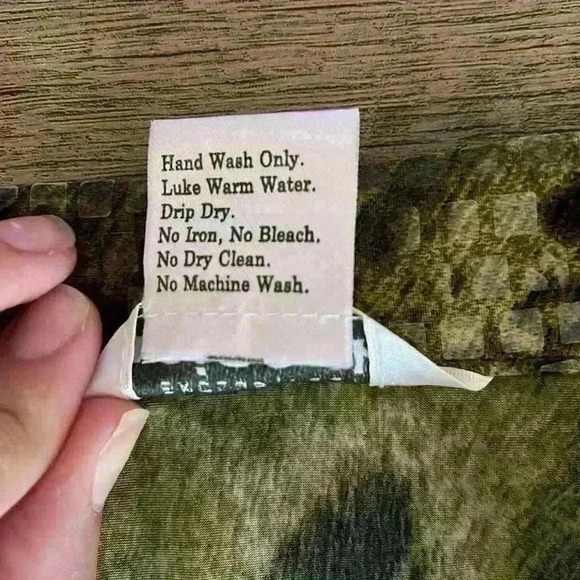 Hand Wash Only.
Luke Warm Water.
Drip Dry.
No Iron, No Bleach.
No Dry Clean.
No Machine Wash.